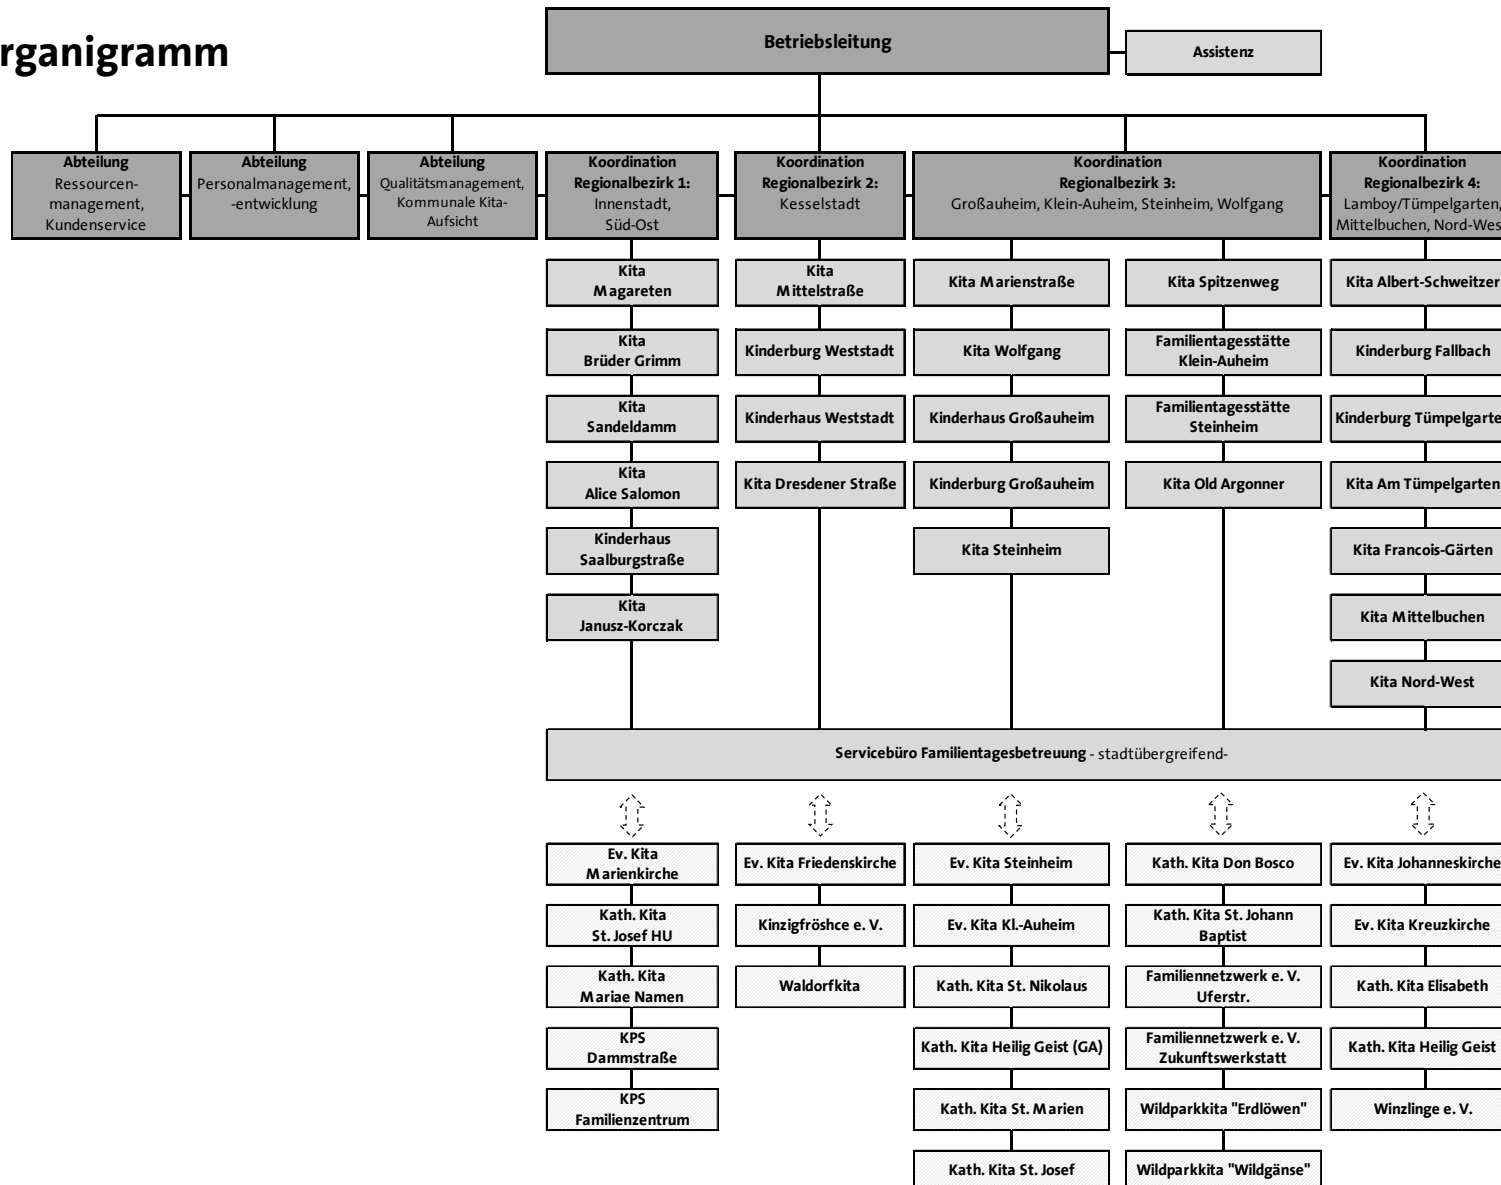 rganigramm
Betriebsleitung
Assistenz
Abteilung
Ressourcen-
management,
Kundenservice
Abteilung
Personalmanagement,
-entwicklung
Abteilung
Qualitätsmanagement,
Kommunale Kita-
Aufsicht
Koordination
Regionalbezirk 1:
Innenstadt,
Süd-Ost
Koordination
Regionalbezirk 2:
Kesselstadt
Koordination
Regionalbezirk 3:
Großauheim, Klein-Auheim, Steinheim, Wolfgang
Koordination
Regionalbezirk 4:
Lamboy/Tümpelgarten,
Mittelbuchen, Nord-Wes
Kita
Magareten
Kita
Brüder Grimm
Kita
Sandeldamm
Kita
Alice Salomon
Kinderhaus
Saalburgstraße
Kita
Janusz-Korczak
Kita
Mittelstraße
Kinderburg Weststadt
Kinderhaus Weststadt
Kita Dresdener Straße
Kita Marienstraße
Kita Wolfgang
Kinderhaus Großauheim
Kinderburg Großauheim
Kita Steinheim
Kita Spitzenweg
Familientagesstätte
Klein-Auheim
Familientagesstätte
Steinheim
Kita Old Argonner
Kita Albert-Schweitzer
Kinderburg Fallbach
Kinderburg Tümpelgarte
Kita Am Tümpelgarten
Kita Francois-Gärten
Kita Mittelbuchen
Kita Nord-West
Servicebüro Familientagesbetreuung - stadtübergreifend-
Ev. Kita
Marienkirche
Kath. Kita
St. Josef HU
Kath. Kita
Mariae Namen
KPS
Dammstraße
KPS
Familienzentrum
Ev. Kita Friedenskirche
Kinzigfröshce e. V.
Waldorfkita
Ev. Kita Steinheim
Ev. Kita Kl.-Auheim
Kath. Kita St. Nikolaus
Kath. Kita Heilig Geist (GA)
Kath. Kita St. Marien
Kath. Kita St. Josef
Kath. Kita Don Bosco
Kath. Kita St. Johann
Baptist
Familiennetzwerk e. V.
Uferstr.
Familiennetzwerk e. V.
Zukunftswerkstatt
Wildparkkita "Erdlöwen"
Wildparkkita "Wildgänse"
Ev. Kita Johanneskirche
Ev. Kita Kreuzkirche
Kath. Kita Elisabeth
Kath. Kita Heilig Geist
Winzlinge e. V.